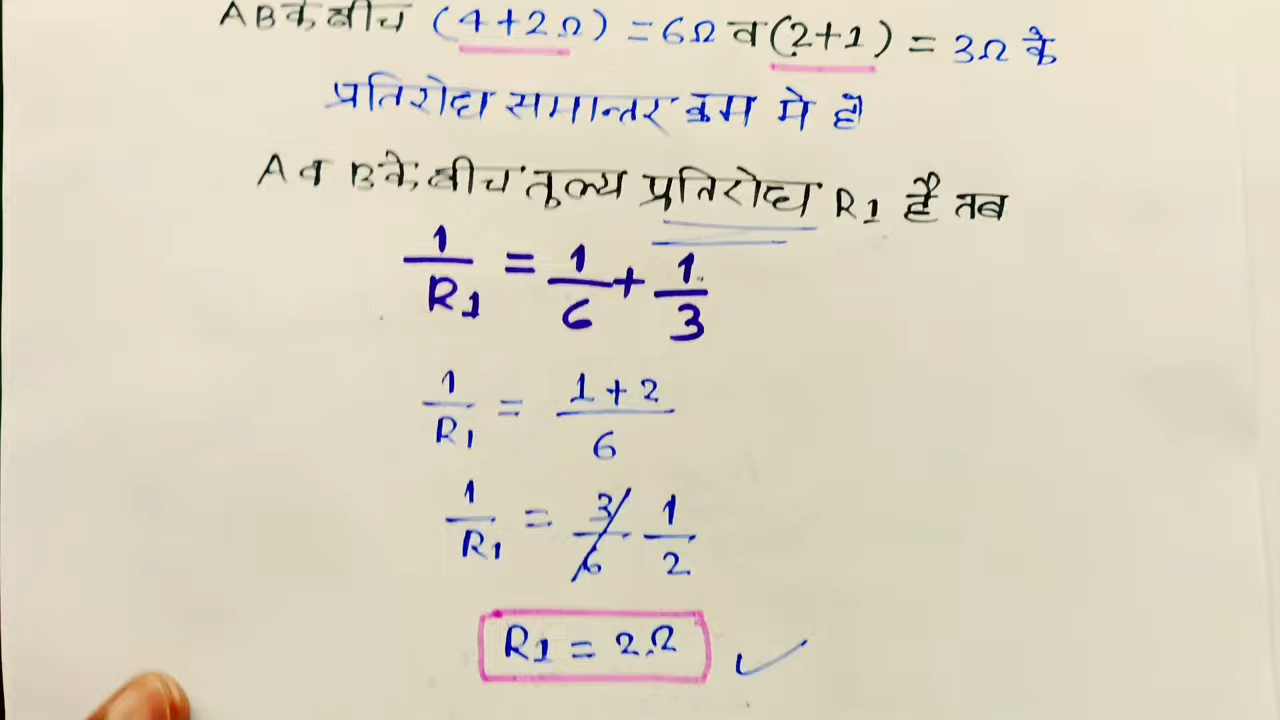 AB के बीच (4+2Ω) = 6Ω व (2+1) = 3Ω के
प्रतिरोध समान्तर क्रम मे है
A व B के बीच तुल्य प्रतिरोध R1 है तब
1/R1 = 1/6 + 1/3
1/R1 = 1+2/6
1/R1 = 3/6 1/2
R1 = 2Ω ✓